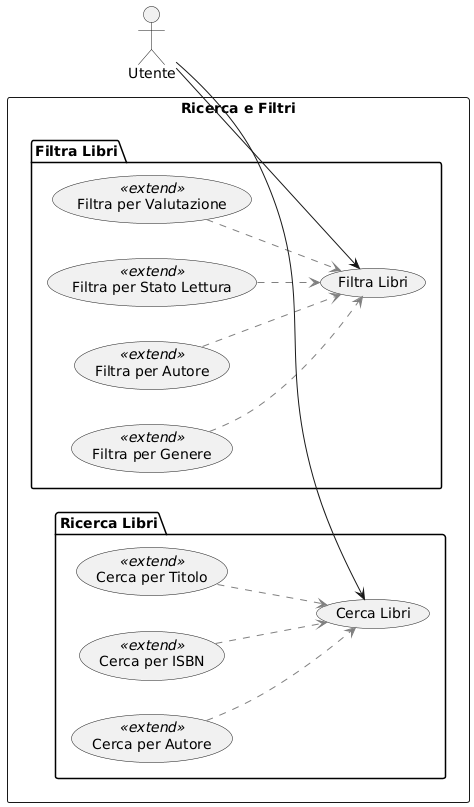 Utente
Ricerca e Filtri
Filtra Libri
«extend»
Filtra per Valutazione
«extend»
Filtra per Stato Lettura
Filtra Libri
«extend»
Filtra per Autore
«extend»
Filtra per Genere
Ricerca Libri
«extend»
Cerca per Titolo
Cerca Libri
«extend»
Cerca per ISBN
«extend»
Cerca per Autore